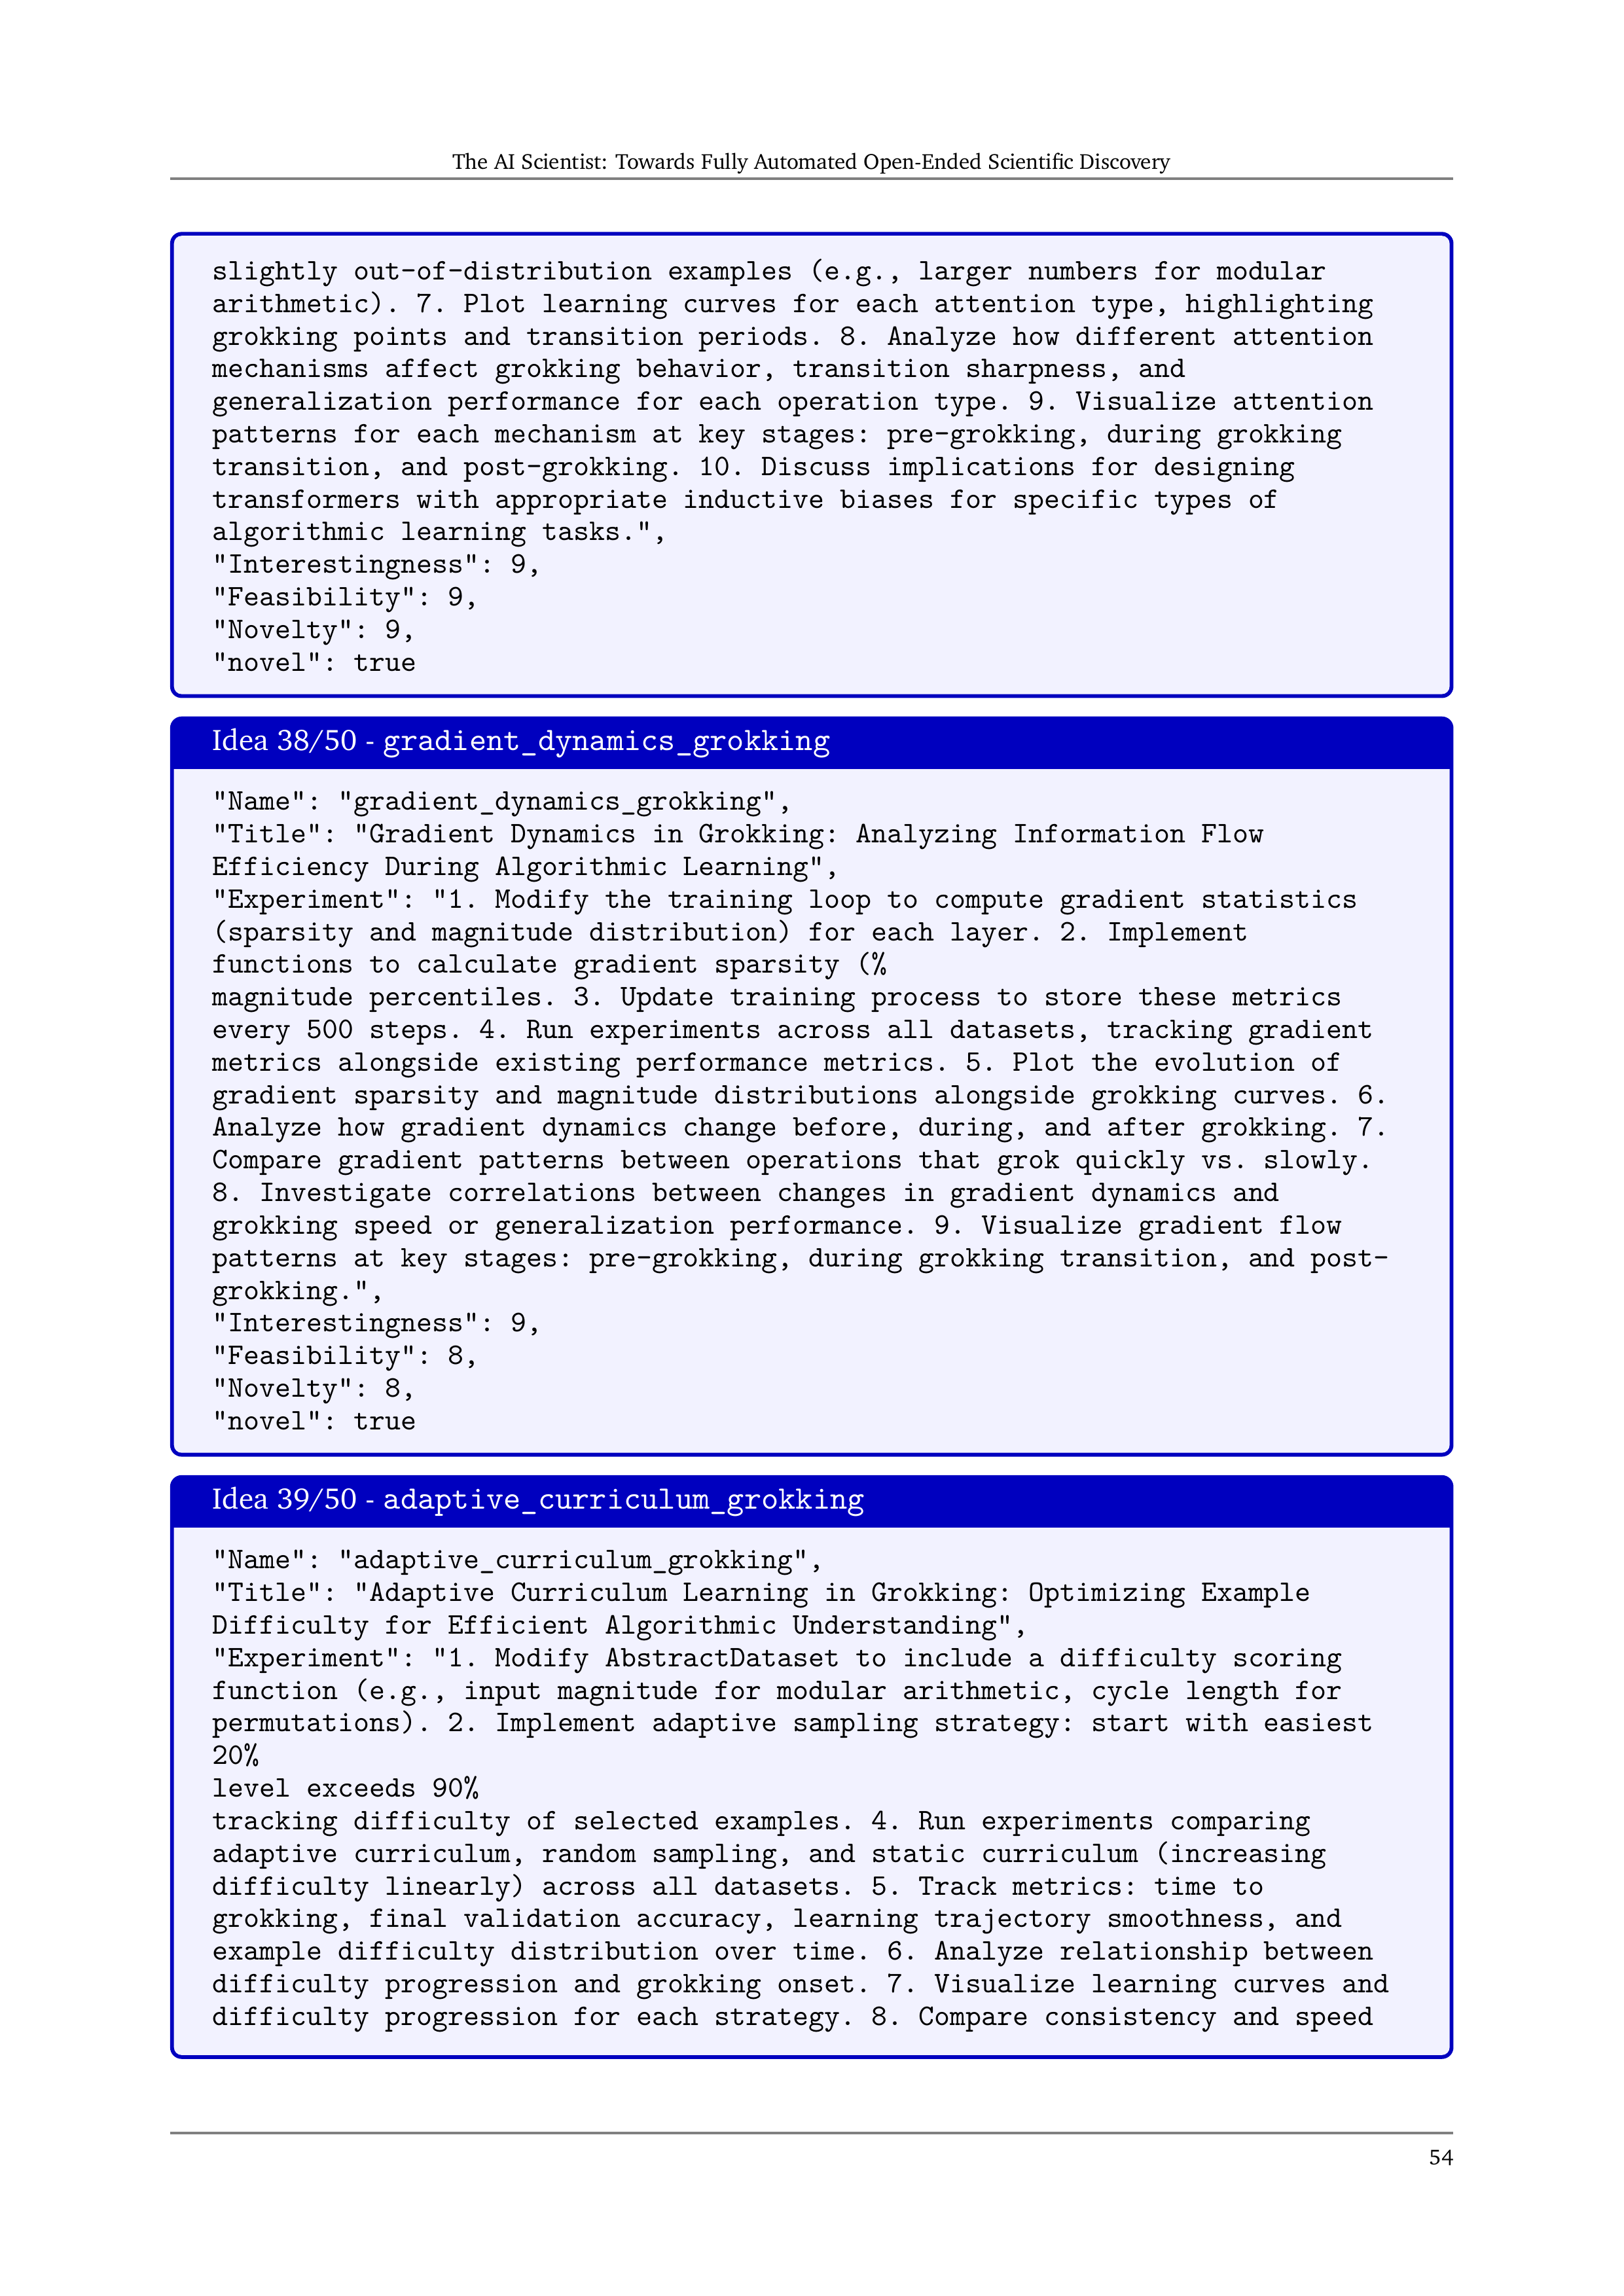 The AI Scientist: Towards Fully Automated Open-Ended Scientific Discovery
slightly out-of-distribution examples (e.g., larger numbers for modular
arithmetic). 7. Plot learning curves for each attention type, highlighting
grokking points and transition periods. 8. Analyze how different attention
mechanisms affect grokking behavior, transition sharpness, and
generalization performance for each operation type. 9. Visualize attention
patterns for each mechanism at key stages: pre-grokking, during grokking
transition, and post-grokking. 10. Discuss implications for designing
transformers with appropriate inductive biases for specific types of
algorithmic learning tasks.",
"Interestingness": 9,
"Feasibility": 9,
"Novelty": 9,
"novel": true
Idea 38/50 - gradient_dynamics_grokking
"Name": "gradient_dynamics_grokking",
"Title": "Gradient Dynamics in Grokking: Analyzing Information Flow
Efficiency During Algorithmic Learning",
"Experiment": "1. Modify the training loop to compute gradient statistics
(sparsity and magnitude distribution) for each layer. 2. Implement
functions to calculate gradient sparsity (%
magnitude percentiles. 3. Update training process to store these metrics
every 500 steps. 4. Run experiments across all datasets, tracking gradient
metrics alongside existing performance metrics. 5. Plot the evolution of
gradient sparsity and magnitude distributions alongside grokking curves. 6.
Analyze how gradient dynamics change before, during, and after grokking. 7.
Compare gradient patterns between operations that grok quickly vs. slowly.
8. Investigate correlations between changes in gradient dynamics and
grokking speed or generalization performance. 9. Visualize gradient flow
patterns at key stages: pre-grokking, during grokking transition, and post-
grokking.",
"Interestingness": 9,
"Feasibility": 8,
"Novelty": 8,
"novel": true
Idea 39/50 - adaptive_curriculum_grokking
"Name": "adaptive_curriculum_grokking",
"Title": "Adaptive Curriculum Learning in Grokking: Optimizing Example
Difficulty for Efficient Algorithmic Understanding",
"Experiment": "1. Modify AbstractDataset to include a difficulty scoring
function (e.g., input magnitude for modular arithmetic, cycle length for
permutations). 2. Implement adaptive sampling strategy: start with easiest
20%
level exceeds 90%
tracking difficulty of selected examples. 4. Run experiments comparing
adaptive curriculum, random sampling, and static curriculum (increasing
difficulty linearly) across all datasets. 5. Track metrics: time to
grokking, final validation accuracy, learning trajectory smoothness, and
example difficulty distribution over time. 6. Analyze relationship between
difficulty progression and grokking onset. 7. Visualize learning curves and
difficulty progression for each strategy. 8. Compare consistency and speed
54